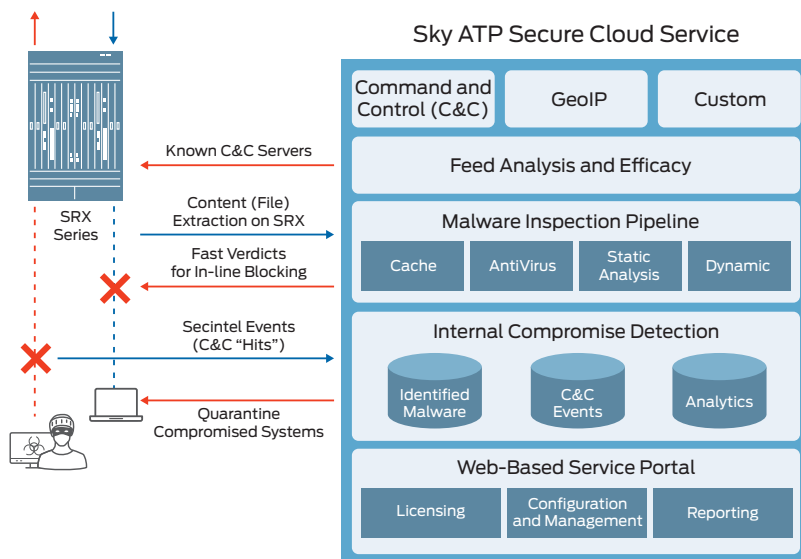 Sky ATP Secure Cloud Service
Command and
Control (C&C)
GeoIP
Custom
Known C&C Servers
Feed Analysis and Efficacy
SRX
Series
Content (File)
Extraction on SRX
Fast Verdicts
for In-line Blocking
Malware Inspection Pipeline
Cache
AntiVirus
Static
Analysis
Dynamic
Secintel Events
(C&C “Hits”)
Quarantine
Compromised Systems
Internal Compromise Detection
Identified
Malware
C&C
Events
Analytics
Web-Based Service Portal
Licensing
Configuration
and Management
Reporting